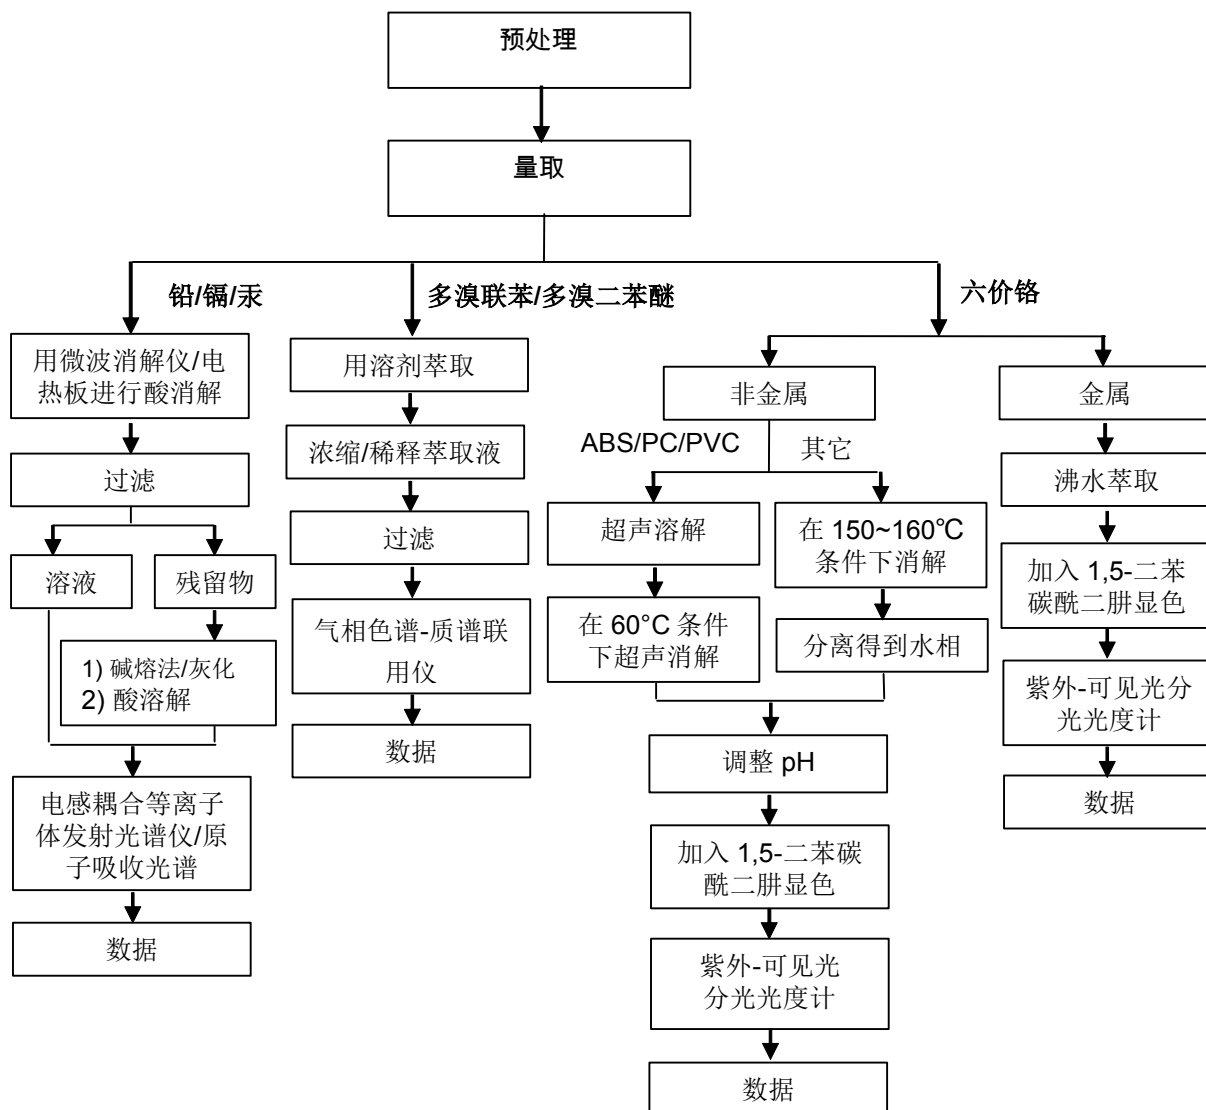 预处理
量取
铅/镉/汞
用微波消解仪/电
热板进行酸消解
过滤
溶液
残留物
1) 碱熔法/灰化
2) 酸溶解
电感耦合等离子
体发射光谱仪/原
子吸收光谱
数据
多溴联苯/多溴二苯醚
用溶剂萃取
浓缩/稀释萃取液
过滤
气相色谱-质谱联
用仪
数据
六价铬
非金属
ABS/PC/PVC
其它
超声溶解
在 60°C 条件
下超声消解
在 150~160℃
条件下消解
分离得到水相
调整 pH
加入 1,5-二苯碳
酰二肼显色
紫外-可见光
分光光度计
数据
金属
沸水萃取
加入 1,5-二苯
碳酰二肼显色
紫外-可见光分
光光度计
数据